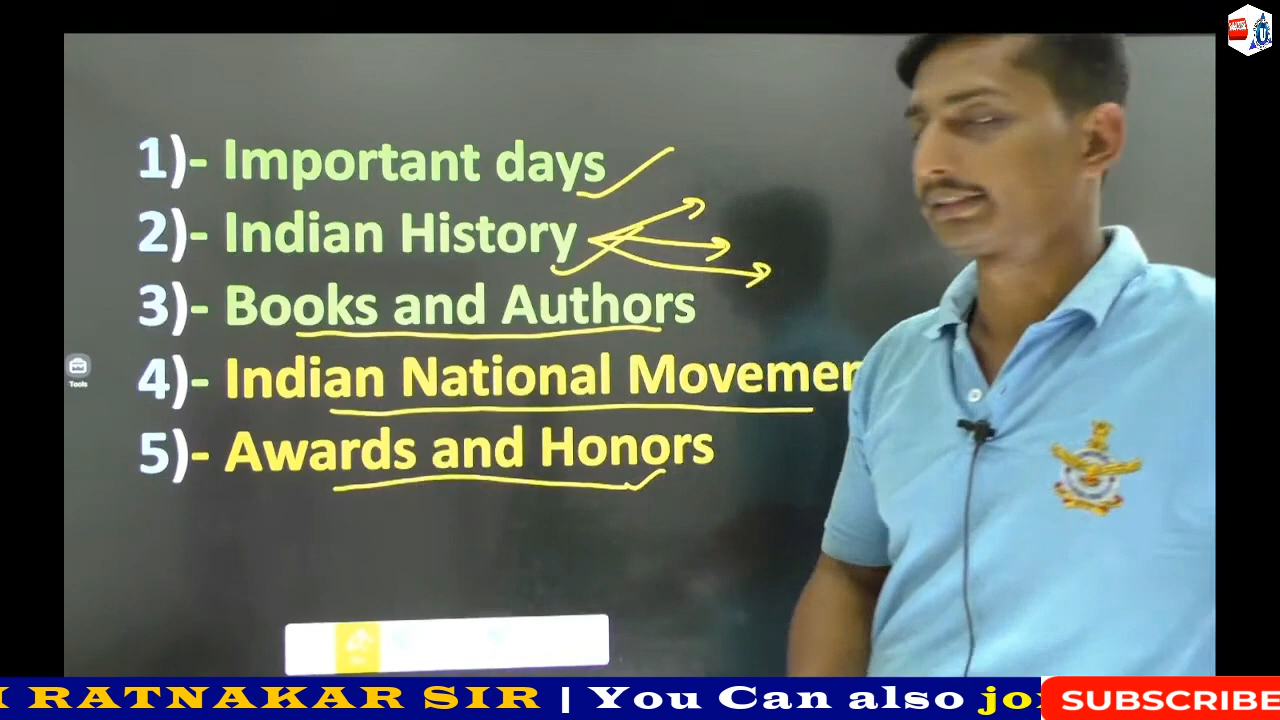 1)- Important days
2)- Indian History
3)- Books and Authors
4)- Indian National Movemen
5)- Awards and Honors
Tools
I RATNAKAR SIR | You Can also jo
SUBSCRIBE
U